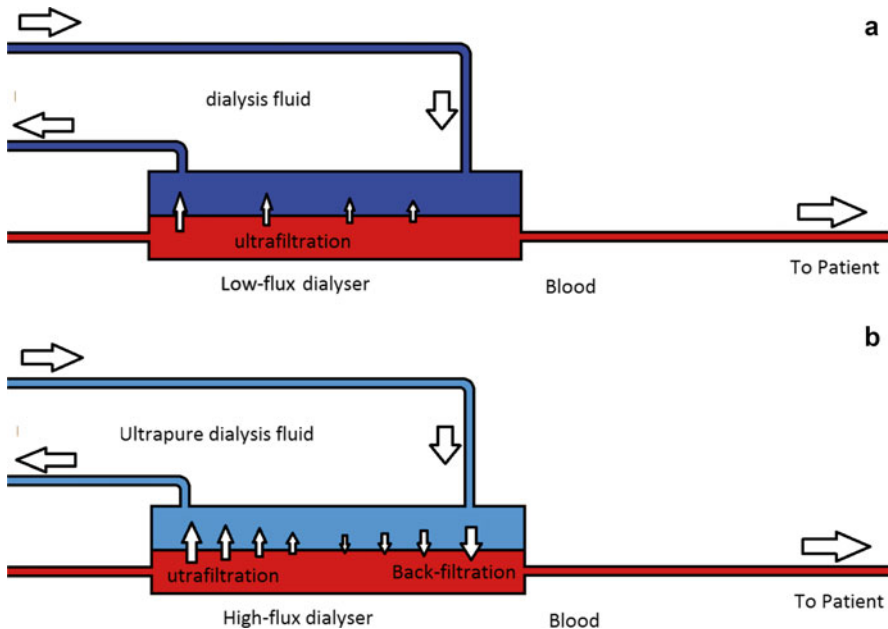 a
dialysis fluid
ultrafiltration
To Patient
Low-flux dialyser
Blood
b
Ultrapure dialysis fluid
utrafiltration
Back-filtration
To Patient
High-flux dialyser
Blood